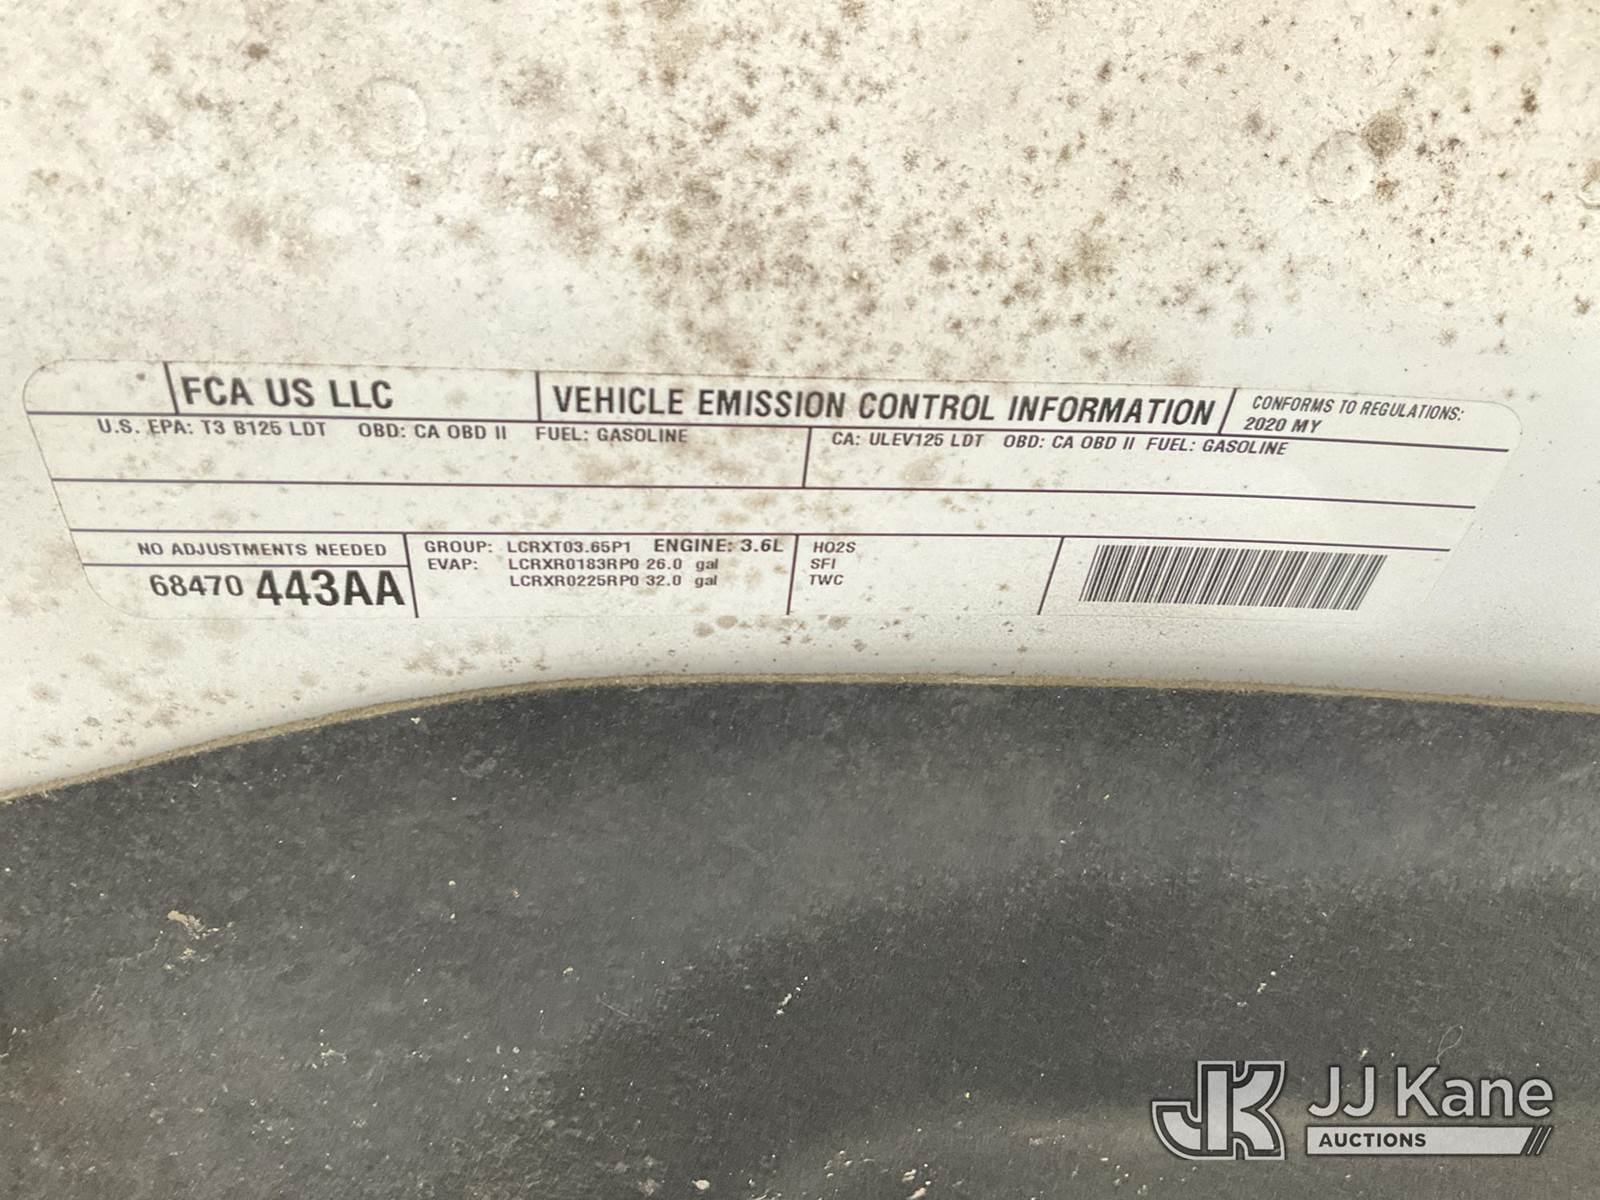 FCA US LLC
VEHICLE EMISSION CONTROL INFORMATION
CONFORMS TO REGULATIONS:
2020 MY
U.S. EPA: T3 B125 LDT OBD: CA OBD II FUEL: GASOLINE
CA: ULEV125 LDT OBD: CA OBD II FUEL: GASOLINE
NO ADJUSTMENTS NEEDED
68470 443AA
GROUP: LCRXT03.65P1 ENGINE: 3.6L
EVAP: LCRXR0183RP0 26.0 gal
LCRXR0225RP0 32.0 gal
HO2S
SFI
TWC
JK
JJ Kane
AUCTIONS